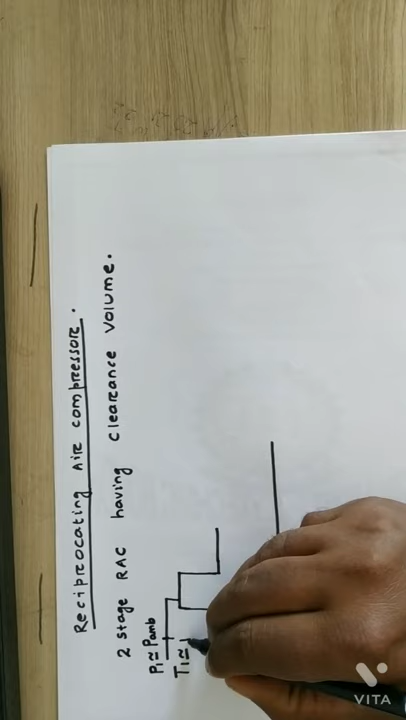 Reciprocating Air compressor.
2 stage RAC having clearance volume.
P1 ≃ Pamb
T1 ≃
VITA